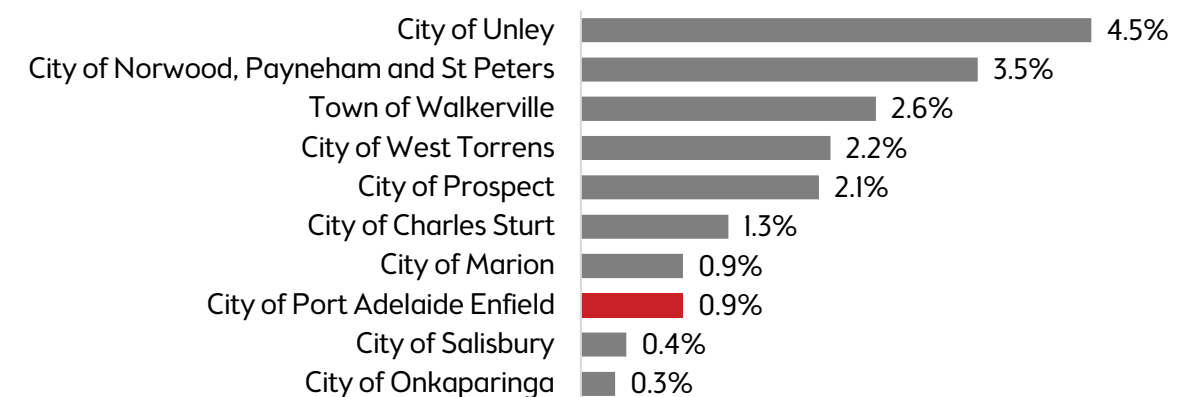 City of Unley 4.5%
City of Norwood, Payneham and St Peters 3.5%
Town of Walkerville 2.6%
City of West Torrens 2.2%
City of Prospect 2.1%
City of Charles Sturt 1.3%
City of Marion 0.9%
City of Port Adelaide Enfield 0.9%
City of Salisbury 0.4%
City of Onkaparinga 0.3%